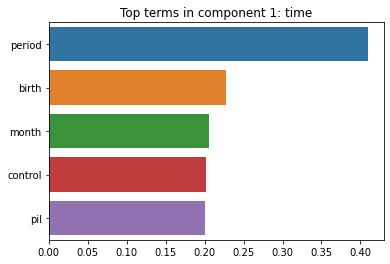 Top terms in component 1: time
period
birth
month
control
pil
0.00 0.05 0.10 0.15 0.20 0.25 0.30 0.35 0.40